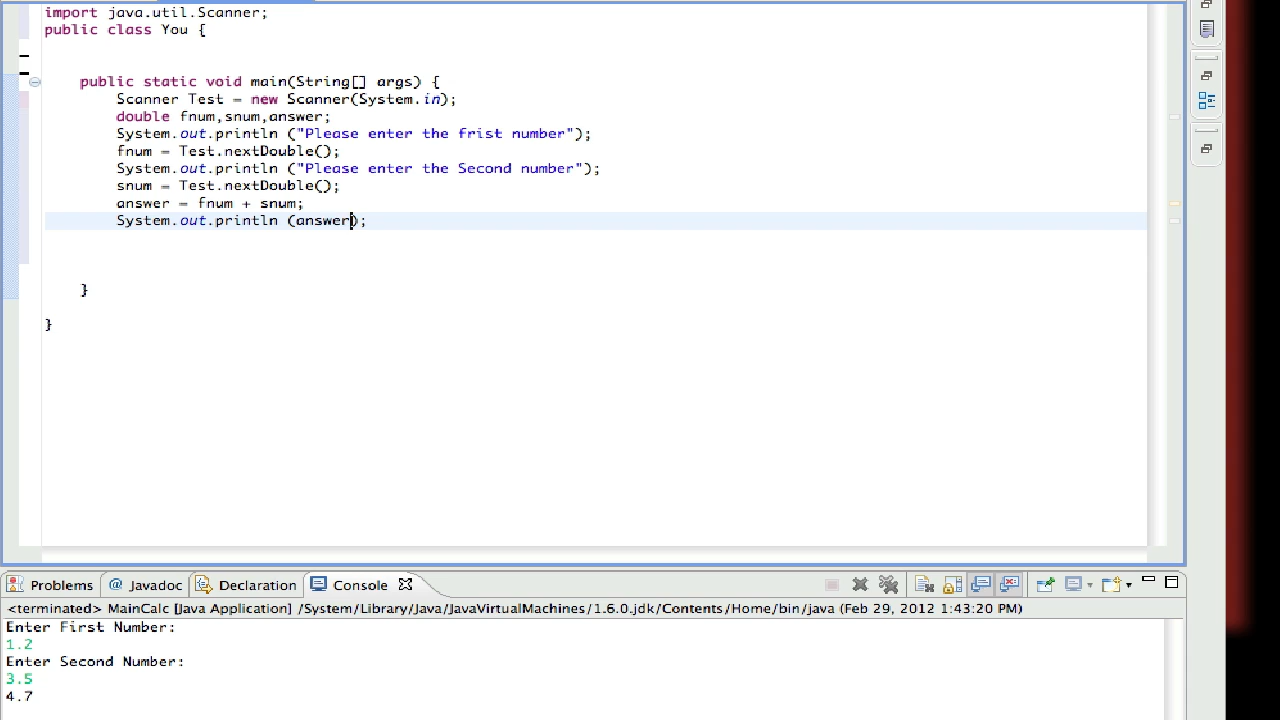 import java.util.Scanner;
public class You {
public static void main(String[] args) {
Scanner Test = new Scanner(System.in);
double fnum,snum,answer;
System.out.println ("Please enter the frist number");
fnum = Test.nextDouble();
System.out.println ("Please enter the Second number");
snum = Test.nextDouble();
answer = fnum + snum;
System.out.println (answer);
}
}
Problems @ Javadoc Declaration Console
<terminated> MainCalc [Java Application] /System/Library/Java/JavaVirtualMachines/1.6.0.jdk/Contents/Home/bin/java (Feb 29, 2012 1:43:20 PM)
Enter First Number:
1.2
Enter Second Number:
3.5
4.7